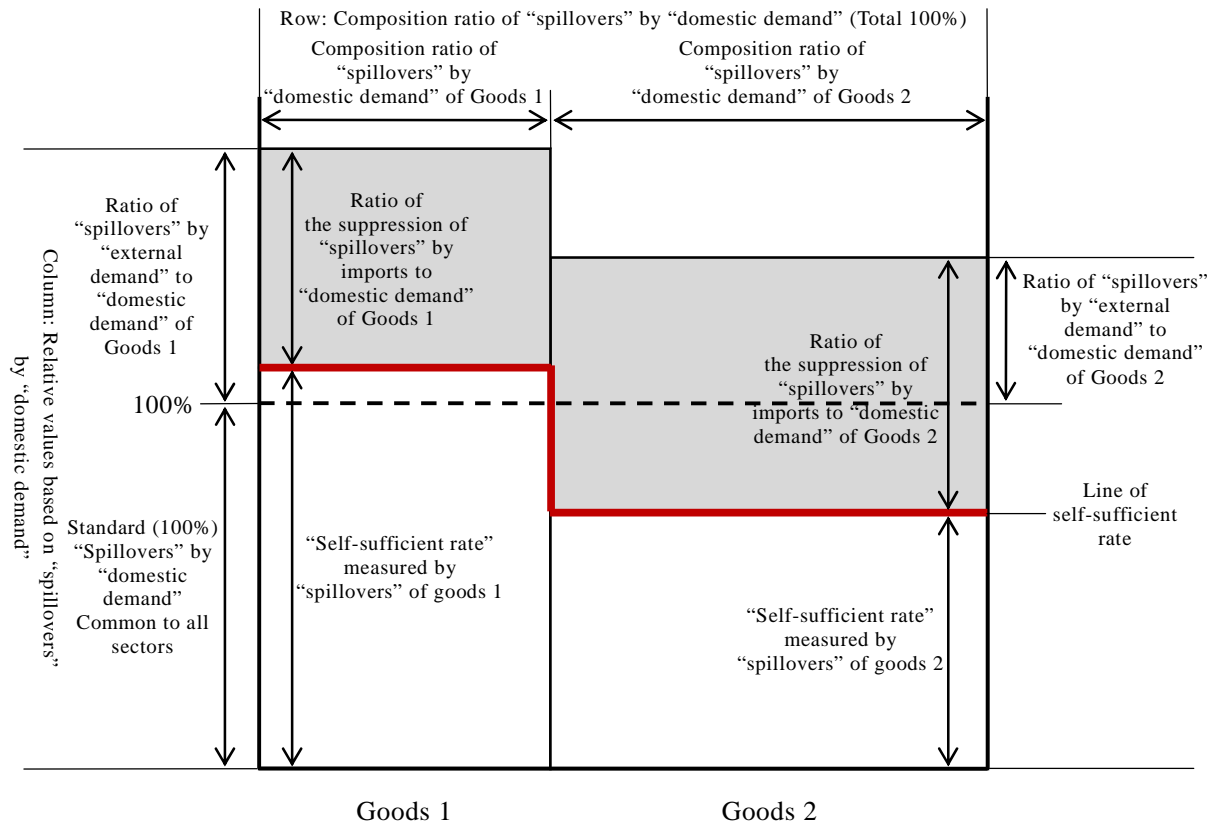 Row: Composition ratio of “spillovers” by “domestic demand” (Total 100%)
Composition ratio of
“spillovers” by
“domestic demand” of Goods 1
Composition ratio of
“spillovers” by
“domestic demand” of Goods 2
Column: Relative values based on “spillovers”
by “domestic demand”
Ratio of
“spillovers” by
“external
demand” to
“domestic
demand” of
Goods 1
100%
Standard (100%)
“Spillovers” by
“domestic
demand”
Common to all
sectors
Ratio of
the suppression of
“spillovers” by
imports to
“domestic demand”
of Goods 1
“Self-sufficient rate”
measured by
“spillovers” of goods 1
Ratio of
the suppression of
“spillovers” by
imports to “domestic
demand” of Goods 2
“Self-sufficient rate”
measured by
“spillovers” of goods 2
Ratio of “spillovers”
by “external
demand” to
“domestic demand”
of Goods 2
Line of
self-sufficient
rate
Goods 1
Goods 2